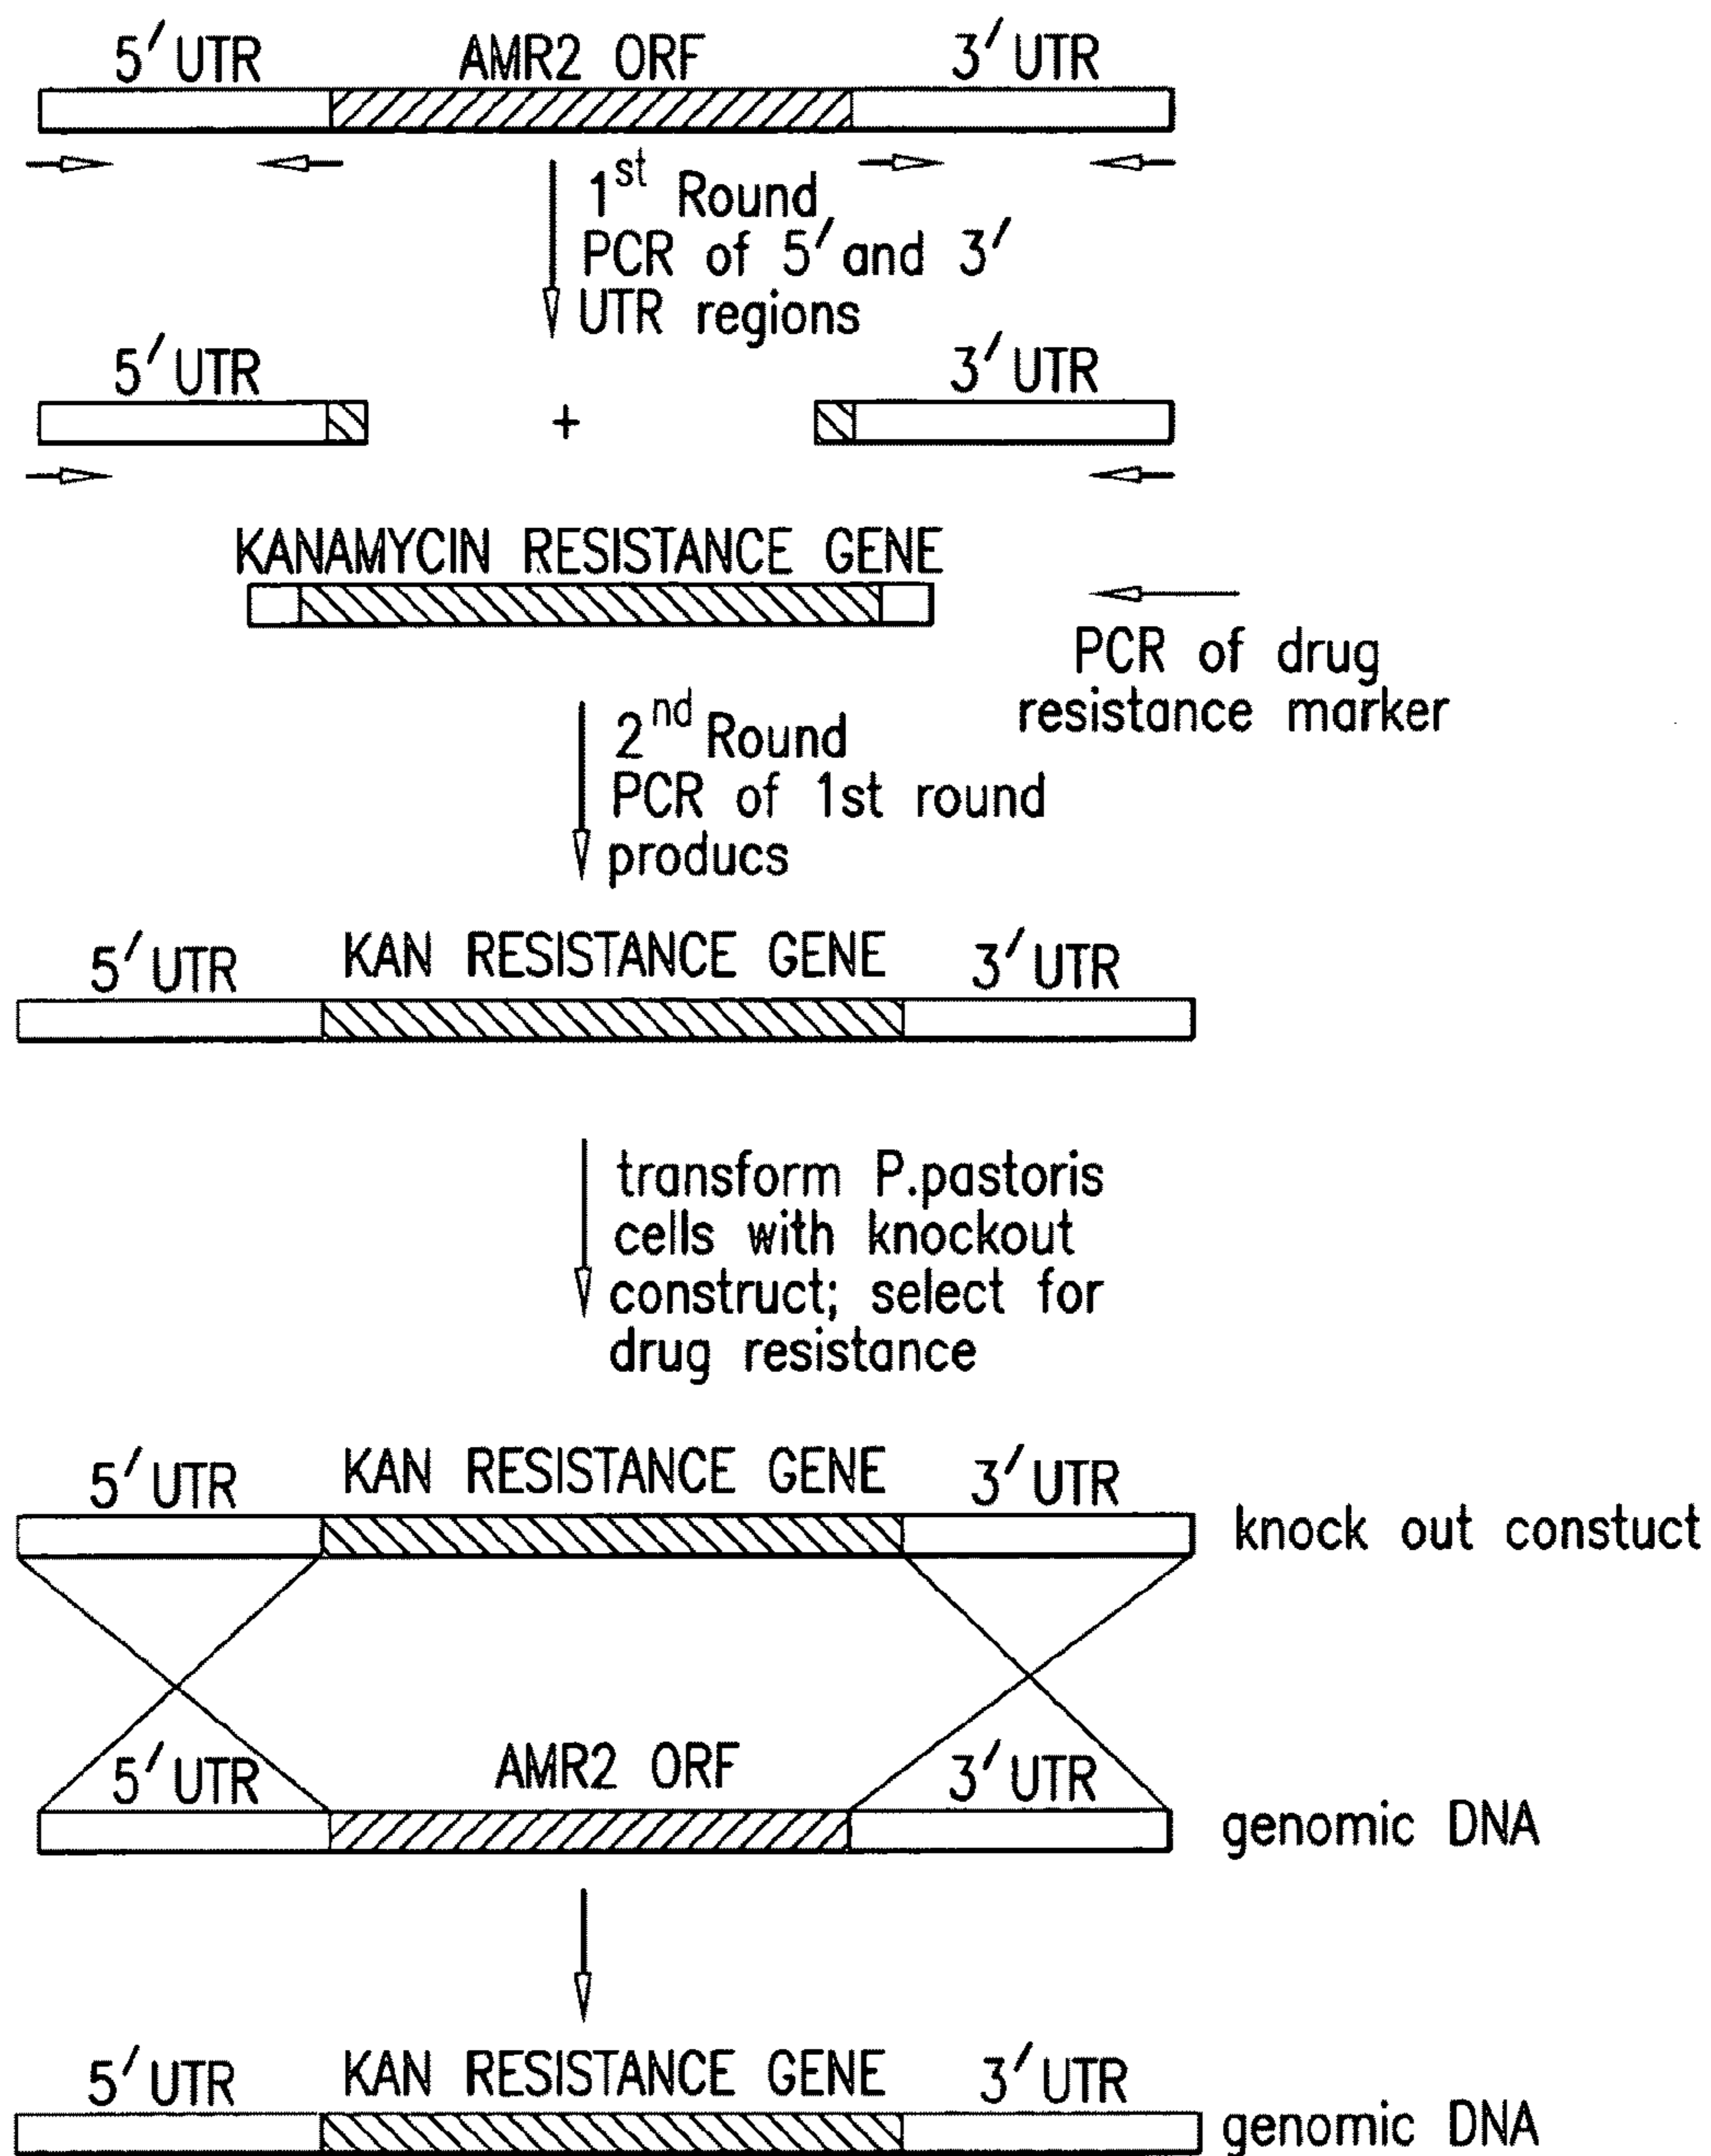 5' UTR AMR2 ORF 3' UTR
1st Round
PCR of 5' and 3'
UTR regions
5' UTR 3' UTR
+
KANAMYCIN RESISTANCE GENE
PCR of drug
resistance marker
2nd Round
PCR of 1st round
producs
5' UTR KAN RESISTANCE GENE 3' UTR
transform P.pastoris
cells with knockout
construct; select for
drug resistance
5' UTR KAN RESISTANCE GENE 3' UTR
knock out constuct
5' UTR AMR2 ORF 3' UTR
genomic DNA
5' UTR KAN RESISTANCE GENE 3' UTR
genomic DNA